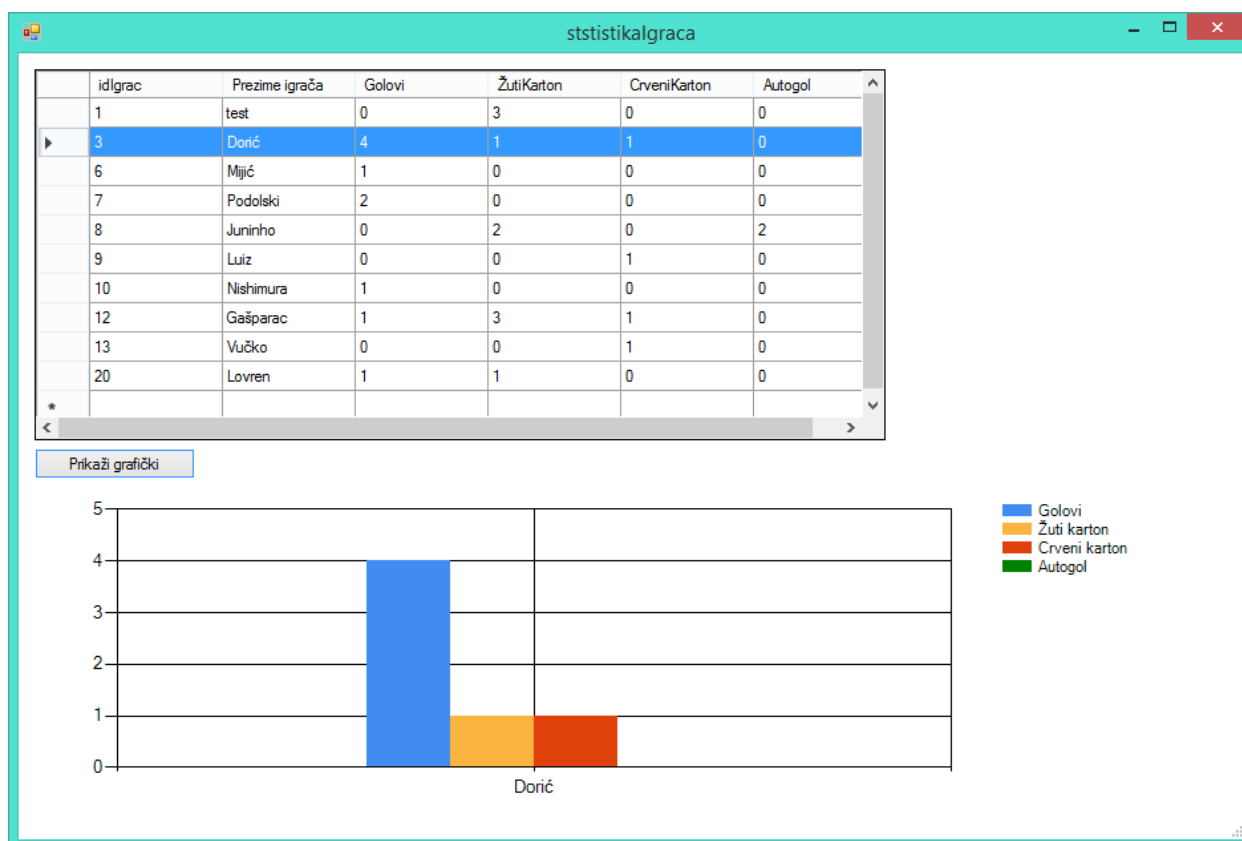 ststistikaIgraca
idIgrac Prezime igrača Golovi ŽutiKarton CrveniKarton Autogol
1 test 0 3 0 0
3 Dorić 4 1 1 0
6 Mijić 1 0 0 0
7 Podolski 2 0 0 0
8 Juninho 0 2 0 2
9 Luiz 0 0 1 0
10 Nishimura 1 0 0 0
12 Gašparac 1 3 1 0
13 Vučko 0 0 1 0
20 Lovren 1 1 0 0
*
Prikaži grafički
5
4
3
2
1
0
Dorić
Golovi
Žuti karton
Crveni karton
Autogol